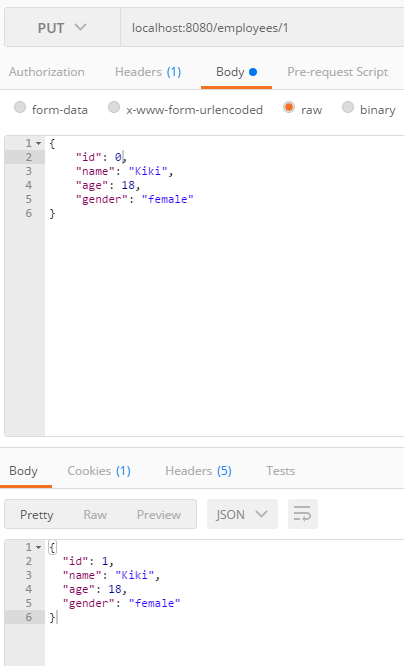 PUT localhost:8080/employees/1
Authorization Headers (1) Body Pre-request Script
form-data x-www-form-urlencoded raw binary
1 {
2 "id": 0,
3 "name": "Kiki",
4 "age": 18,
5 "gender": "female"
6 }
Body Cookies (1) Headers (5) Tests
Pretty Raw Preview JSON
1 {
2 "id": 1,
3 "name": "Kiki",
4 "age": 18,
5 "gender": "female"
6 }